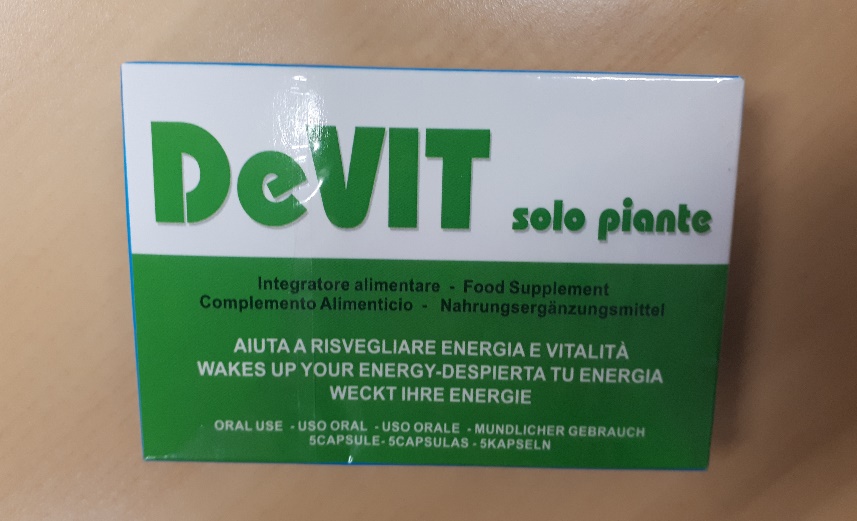 DeVIT solo piante
Integratore alimentare - Food Supplement
Complemento Alimenticio - Nahrungsergänzungsmittel
AIUTA A RISVEGLIARE ENERGIA E VITALITÀ
WAKES UP YOUR ENERGY-DESPIERTA TU ENERGIA
WECKT IHRE ENERGIE
ORAL USE - USO ORAL - USO ORALE - MUNDLICHER GEBRAUCH
5CAPSULE- 5CAPSULAS - 5KAPSELN